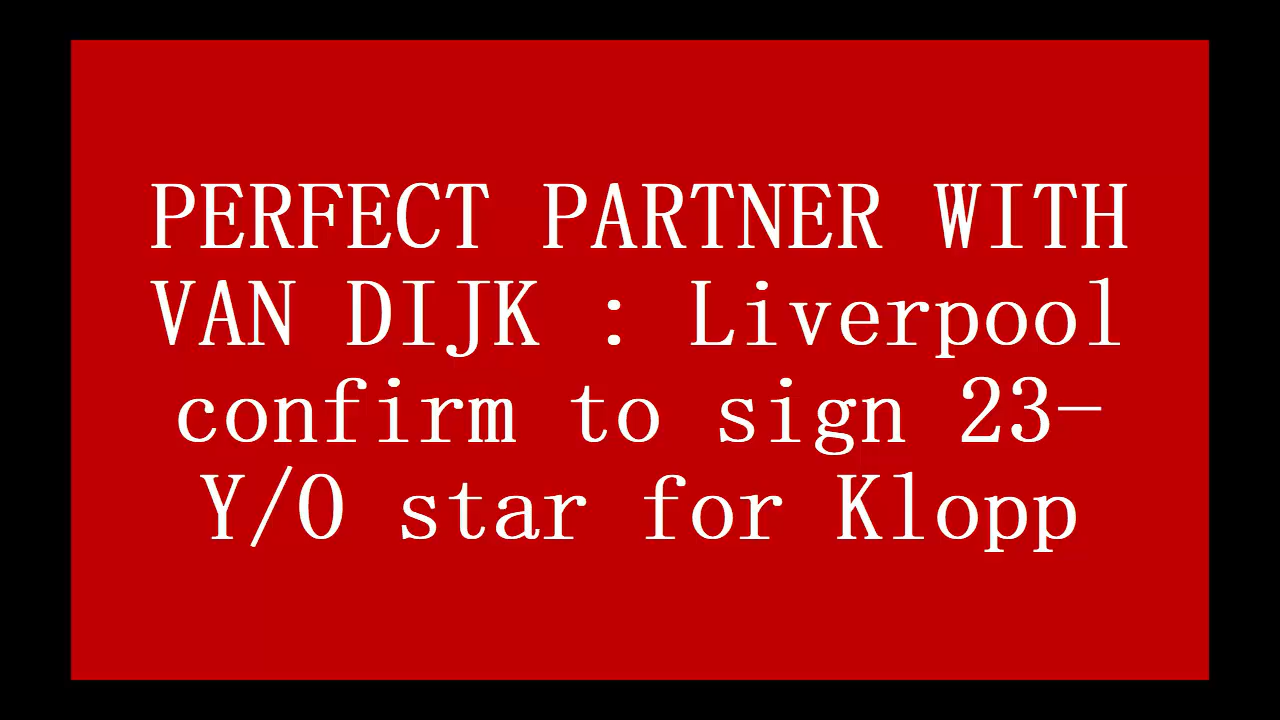 PERFECT PARTNER WITH
VAN DIJK : Liverpool
confirm to sign 23-
Y/O star for Klopp